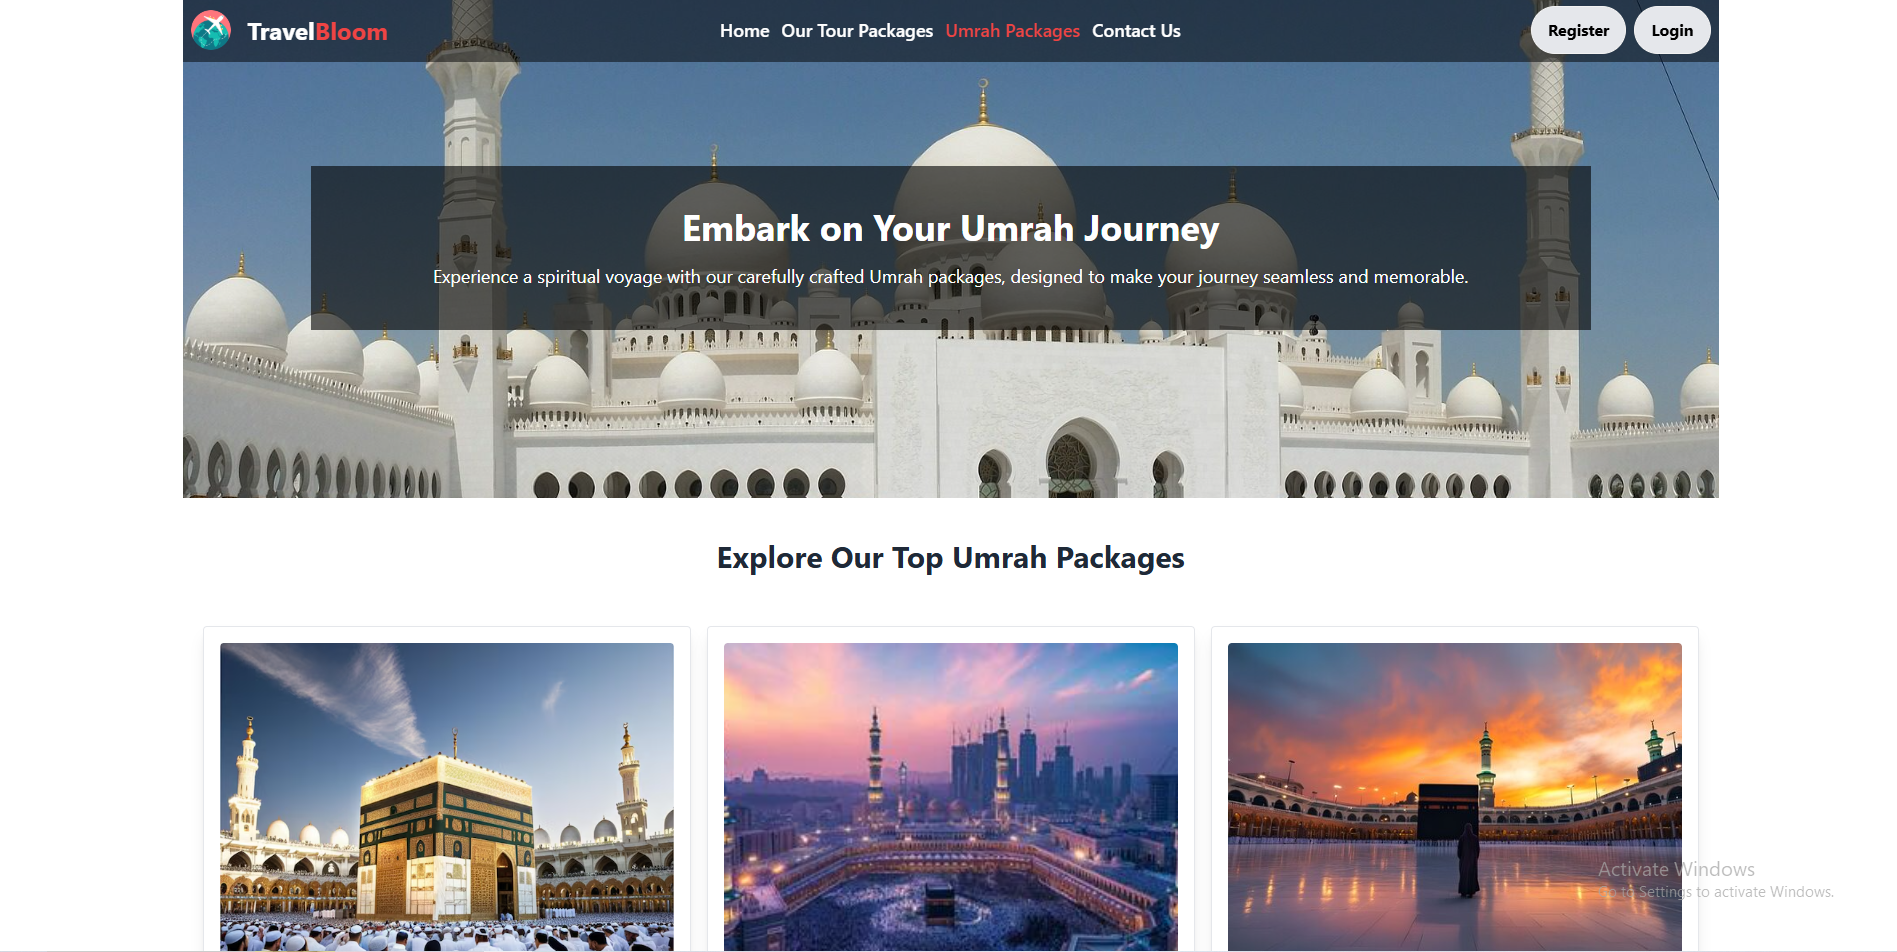 TravelBloom
Home Our Tour Packages Umrah Packages Contact Us
Register Login
Embark on Your Umrah Journey
Experience a spiritual voyage with our carefully crafted Umrah packages, designed to make your journey seamless and memorable.
Explore Our Top Umrah Packages
Activate Windows
Go to Settings to activate Windows.